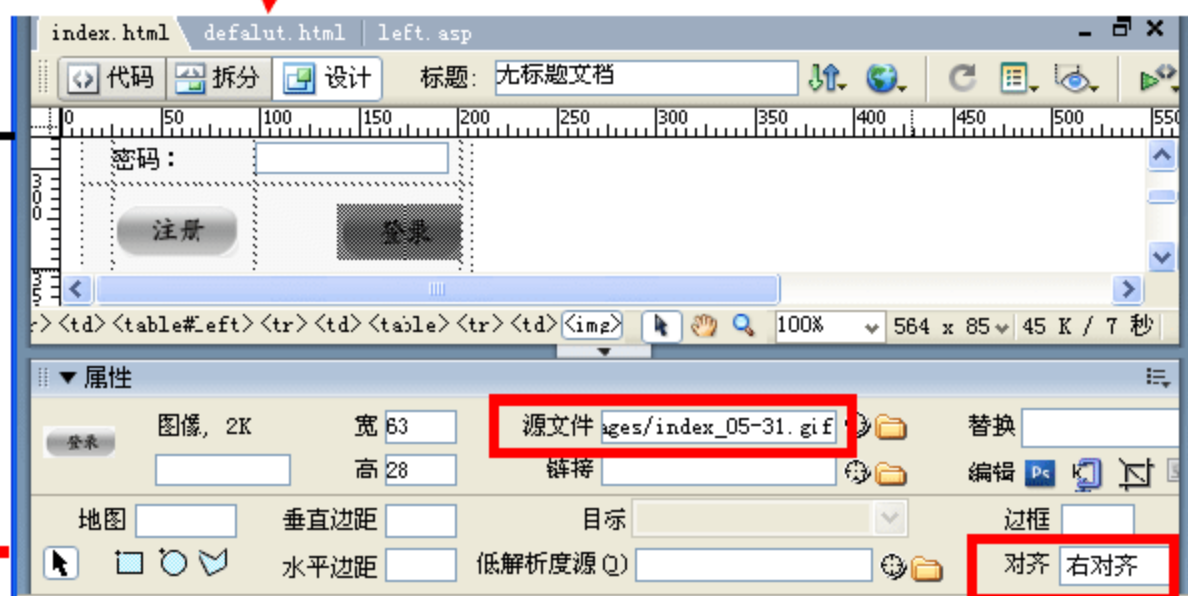 index.html defalut.html left.asp
代码 拆分 设计 标题: 无标题文档
0 50 100 150 200 250 300 350 400 450 500 550
密码：
300
注册 登录
<td><table#Left><tr><td><table><tr><td><img> 100% 564 x 85 45 K / 7 秒
属性
图像, 2K 宽 63 源文件 ages/index_05-31.gif 替换
登录
高 28 链接 编辑 Ps
地图 垂直边距 目标 过框
水平边距 低解析度源(Q) 对齐 右对齐